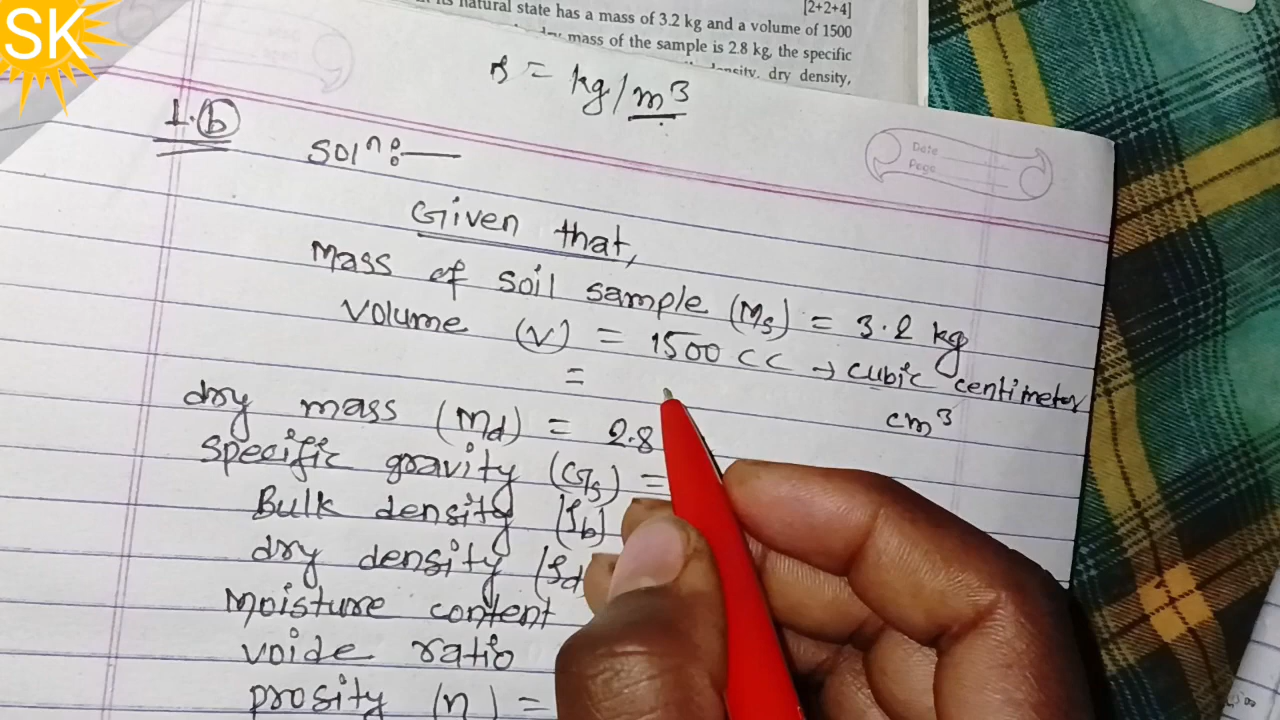 SK
[2+2+4]
its natural state has a mass of 3.2 kg and a volume of 1500
mass of the sample is 2.8 kg, the specific
density, dry density,
= kg/m³
1.b
Solⁿ:—
Date
Page
Given that,
Mass of soil sample (Ms) = 3.2 kg
Volume (V) = 1500 CC → cubic centimeter
=
cm³
dry mass (Md) = 2.8
Specific gravity (Gs) =
Bulk density (ρb)
dry density (ρd
Moisture content
voide ratio
prosity (n) =